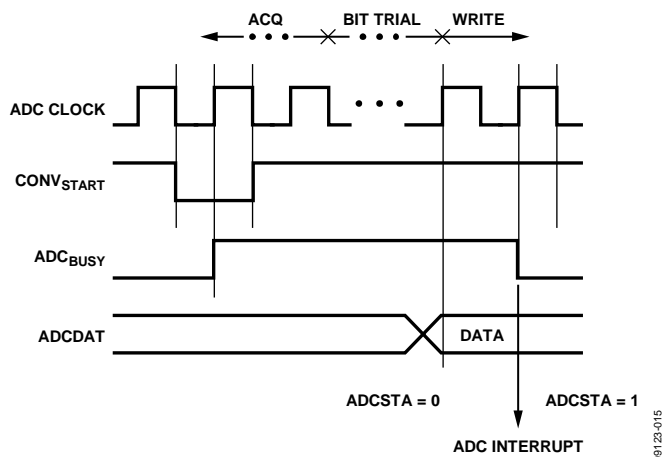 ACQ BIT TRIAL WRITE
ADC CLOCK
CONVSTART
ADCBUSY
ADCDAT DATA
ADCSTA = 0 ADCSTA = 1
ADC INTERRUPT
09123-015